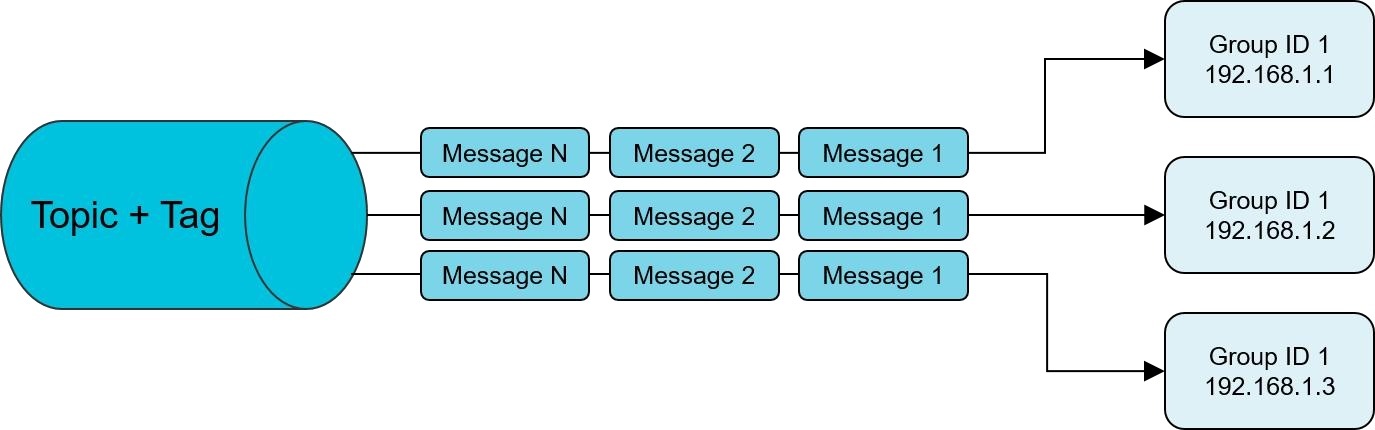 Topic + Tag
Message N
Message 2
Message 1
Message N
Message 2
Message 1
Message N
Message 2
Message 1
Group ID 1
192.168.1.1
Group ID 1
192.168.1.2
Group ID 1
192.168.1.3